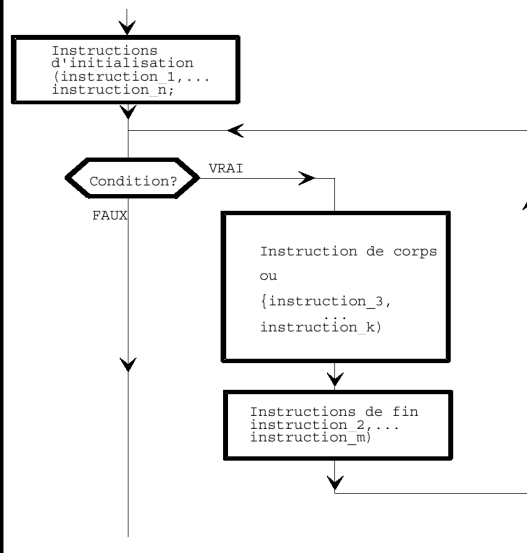 Instructions
d'initialisation
(instruction_1,...
instruction_n;
Condition?
VRAI
FAUX
Instruction de corps
ou
{instruction_3,
...
instruction_k)
Instructions de fin
instruction_2,...
instruction_m)